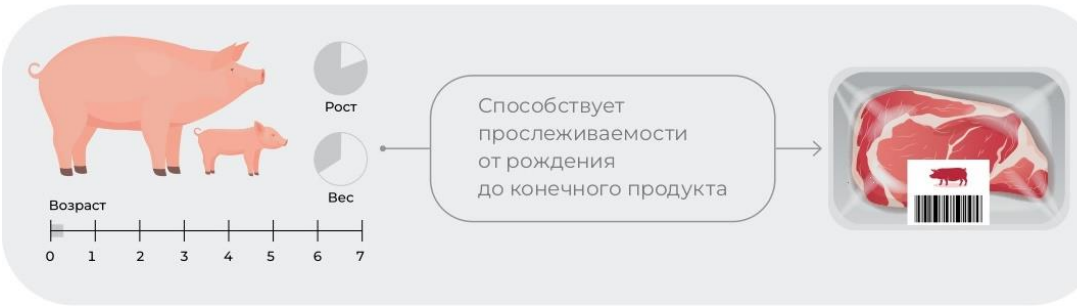 Рост
Вес
Возраст
0 1 2 3 4 5 6 7
Способствует
прослеживаемости
от рождения
до конечного продукта